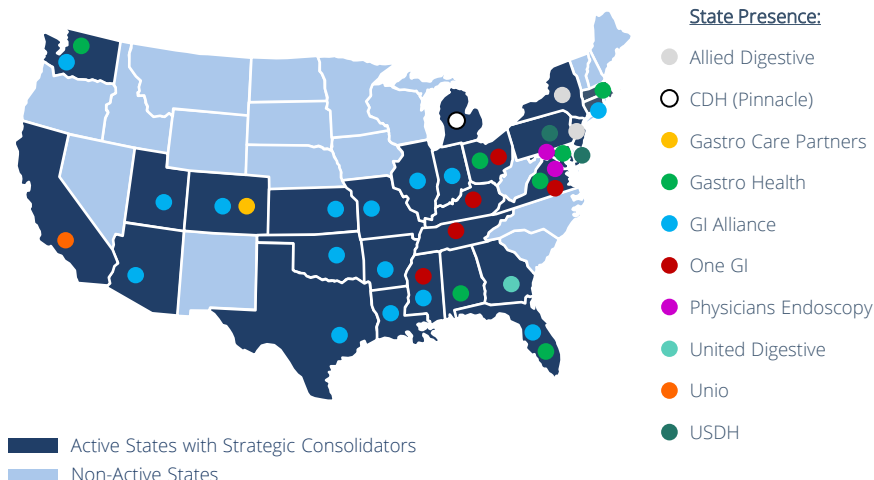 State Presence:
Allied Digestive
CDH (Pinnacle)
Gastro Care Partners
Gastro Health
GI Alliance
One GI
Physicians Endoscopy
United Digestive
Unio
USDH
Active States with Strategic Consolidators
Non-Active States